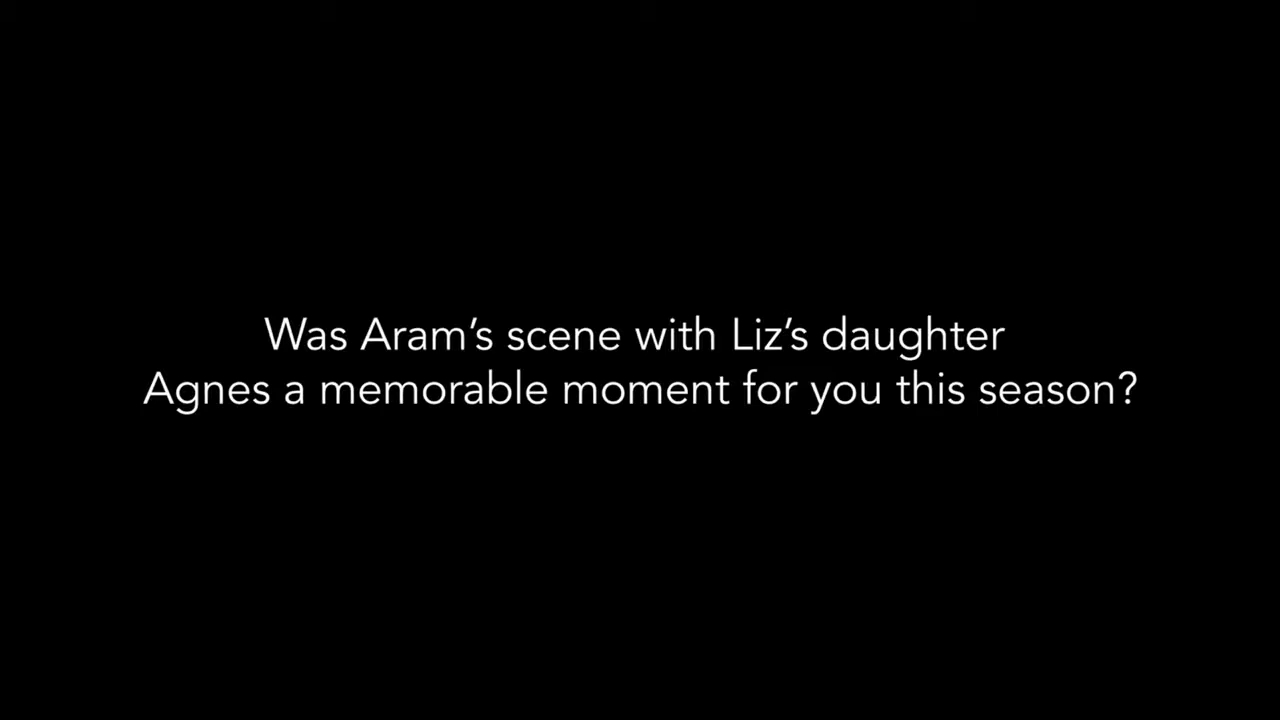 Was Aram’s scene with Liz’s daughter
Agnes a memorable moment for you this season?